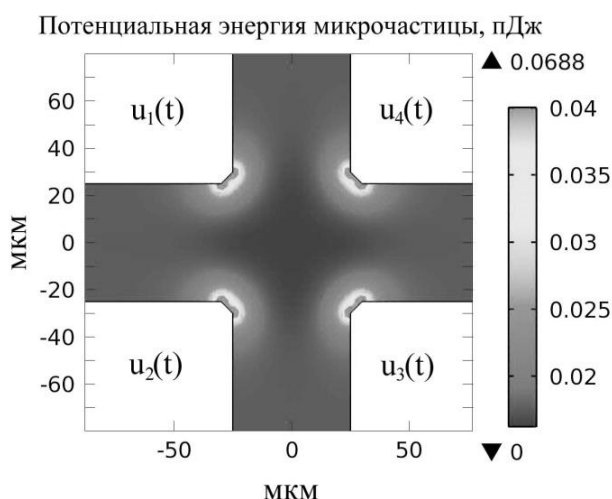 Потенциальная энергия микрочастицы, пДж
▲ 0.0688
u₁(t)
u₄(t)
0.04
60
40
0.035
20
0.03
0
мкм
-20
0.025
-40
u₂(t)
u₃(t)
0.02
-60
▼ 0
-50
0
50
мкм